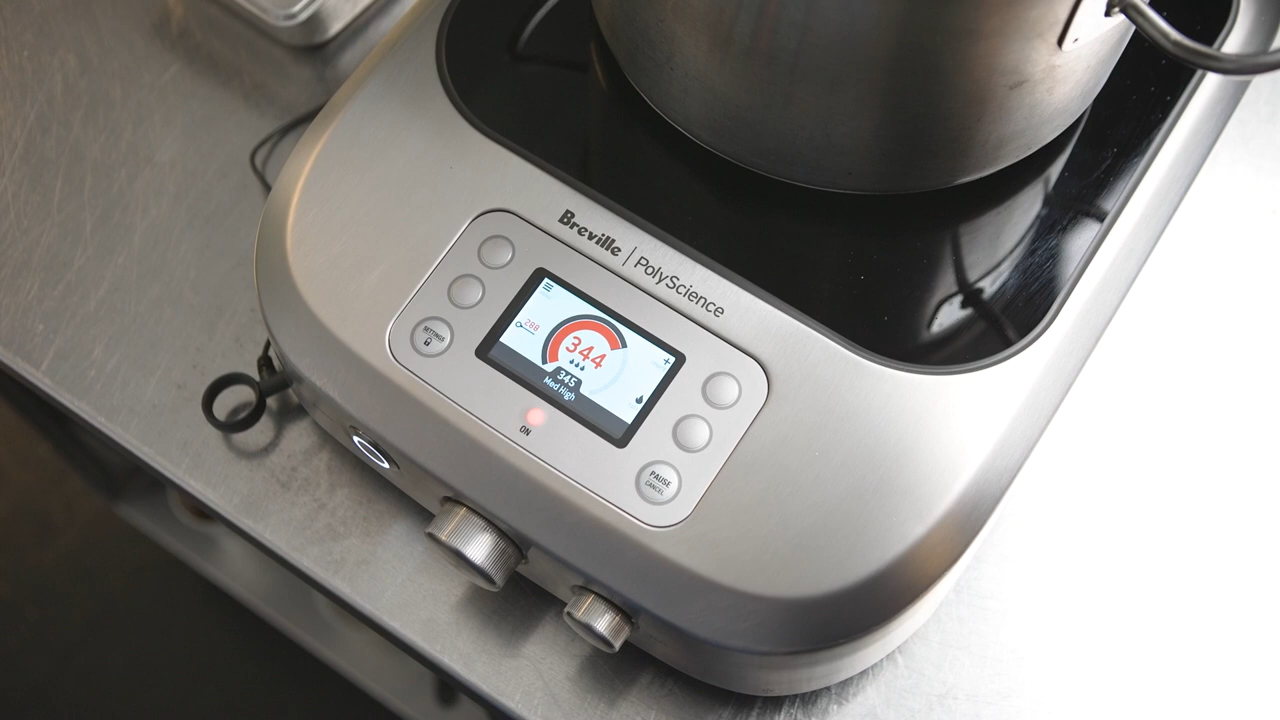 Breville | PolyScience
SETTINGS
288
344
345
Med High
ON
PAUSE
CANCEL